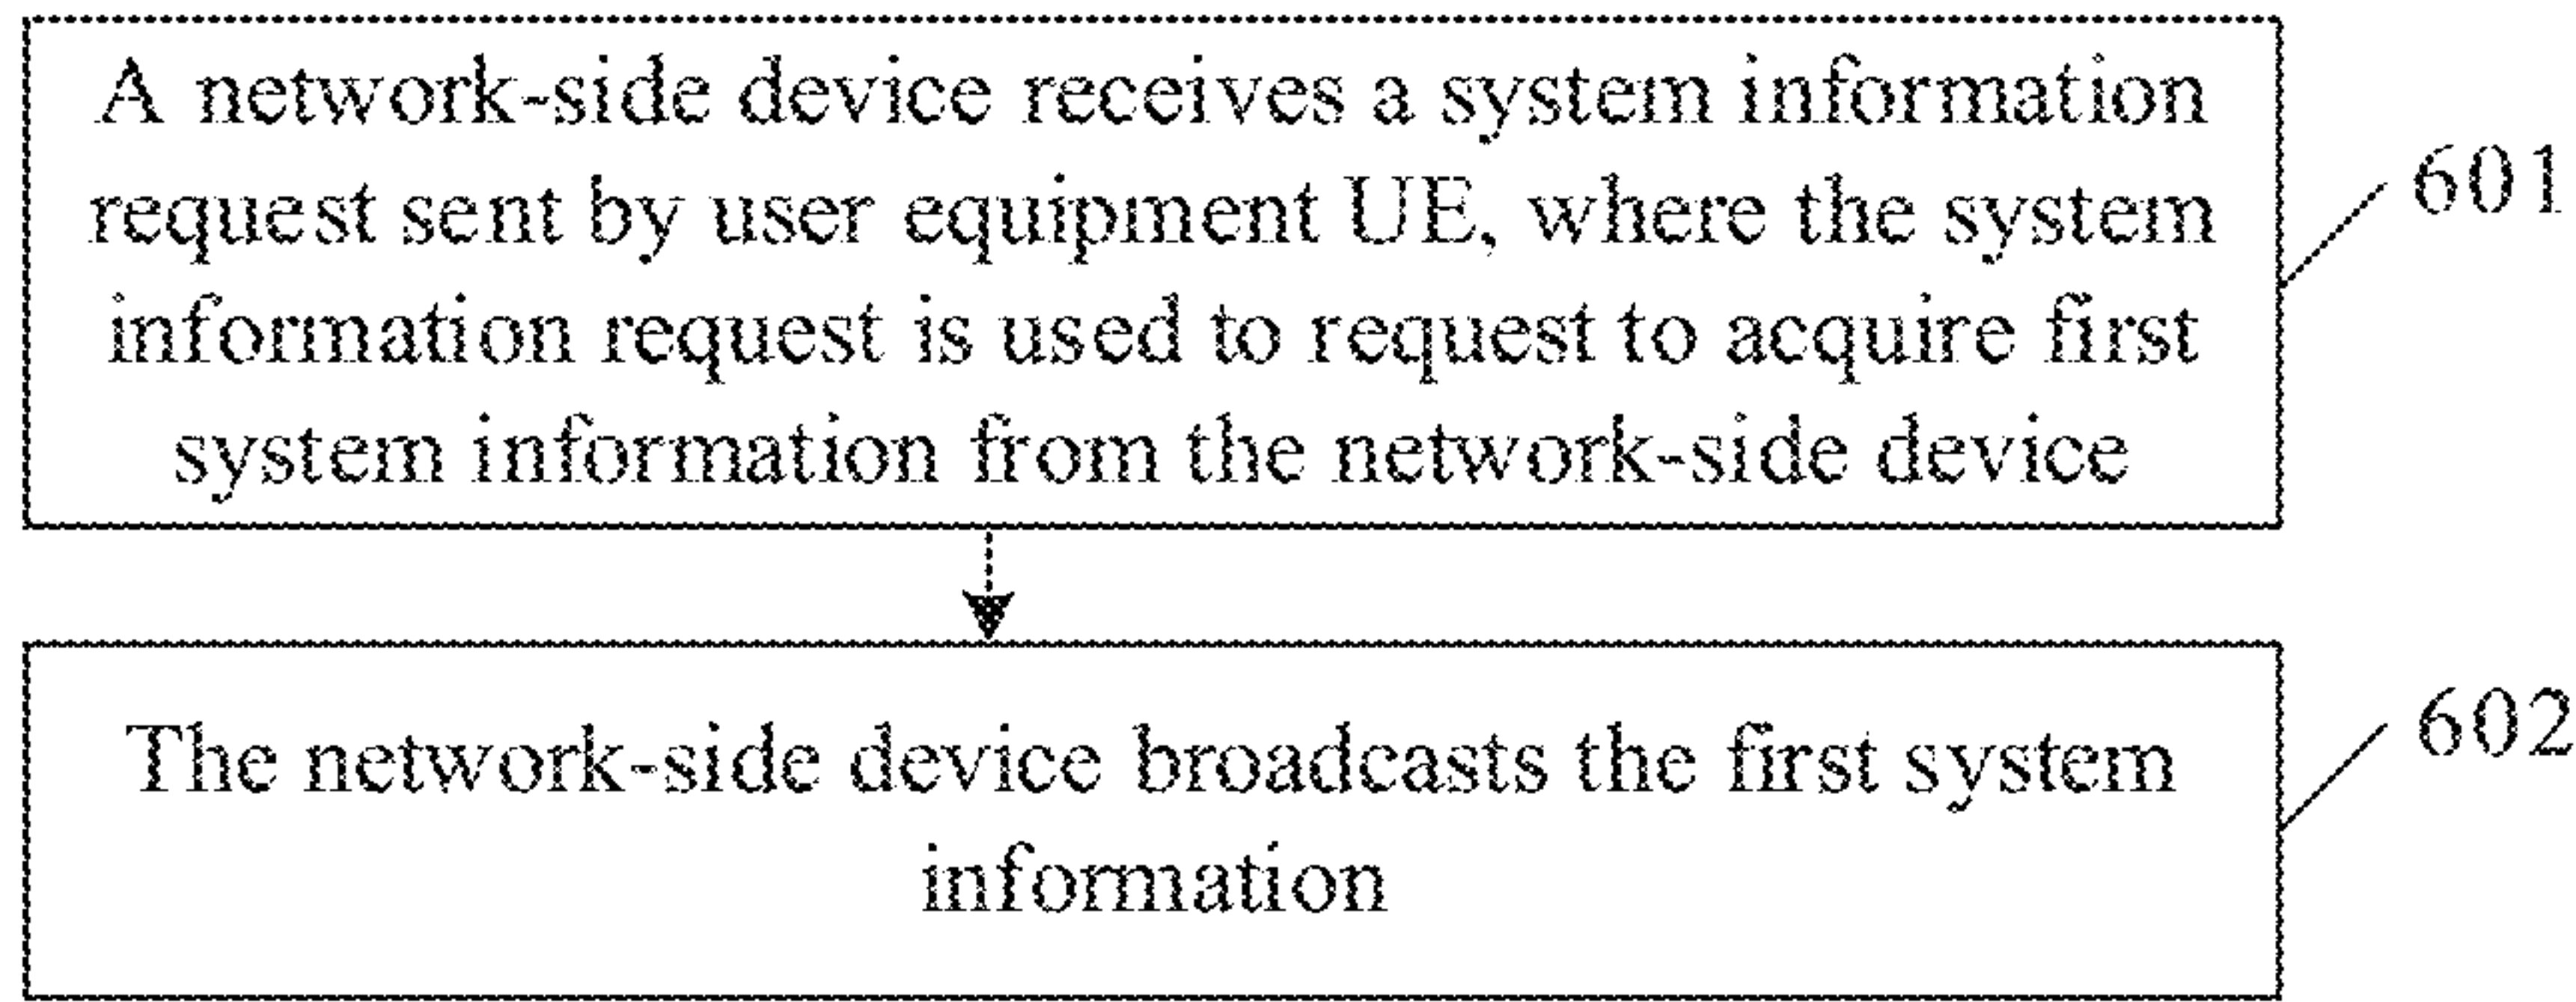 A network-side device receives a system information
request sent by user equipment UE, where the system
information request is used to request to acquire first
system information from the network-side device
601
The network-side device broadcasts the first system
information
602